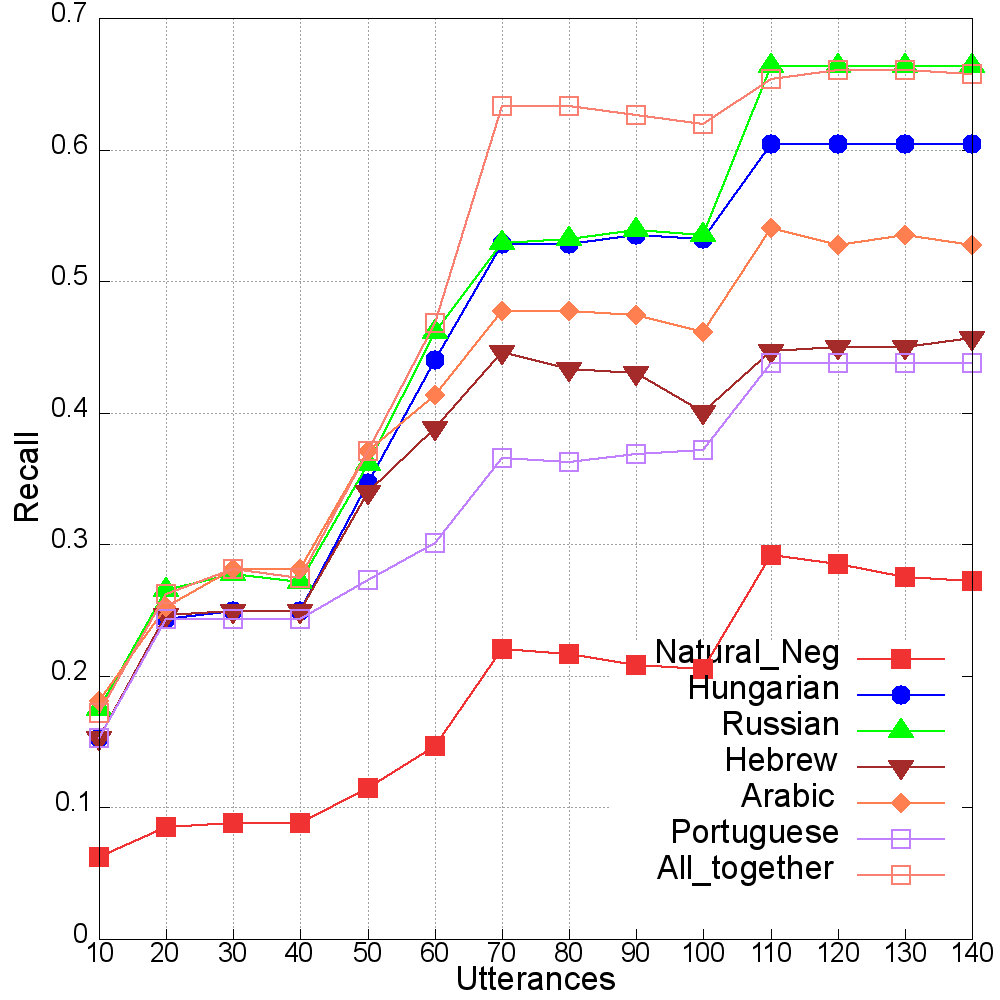 0.7
0.6
0.5
0.4
0.3
0.2
0.1
0
Recall
Natural_Neg
Hungarian
Russian
Hebrew
Arabic
Portuguese
All_together
10 20 30 40 50 60 70 80 90 100 110 120 130 140
Utterances